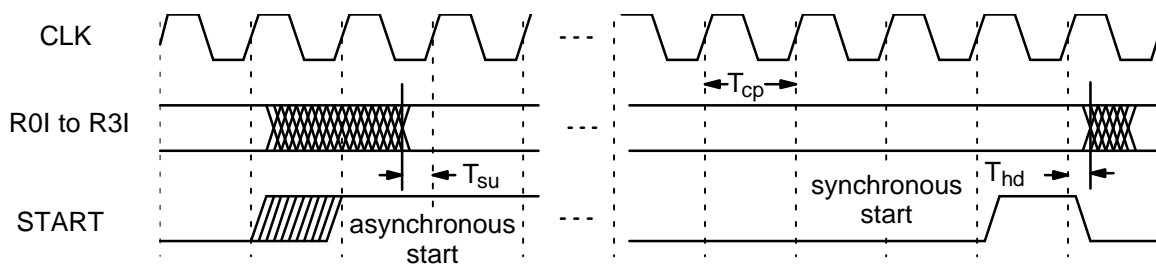 CLK
- - -
Tcp
R0I to R3I
- - -
Tsu
Thd
START
asynchronous
start
- - -
synchronous
start